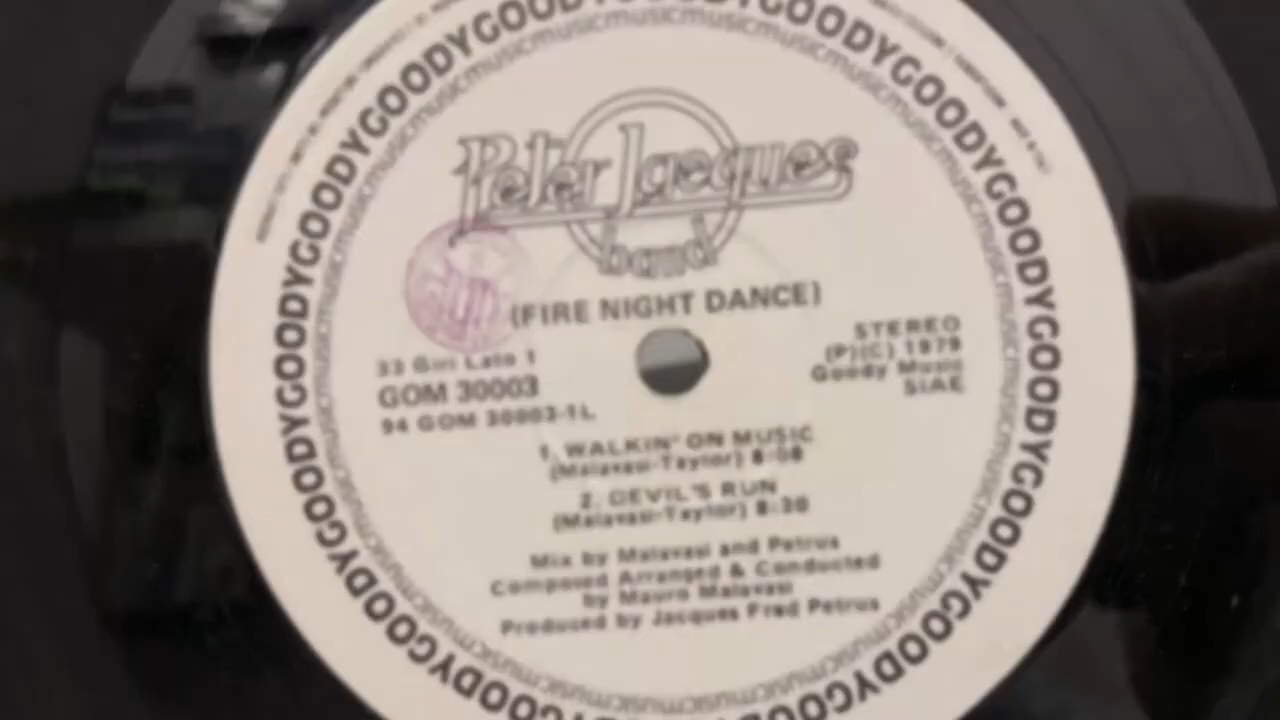 GOODYGOODYGOODYGOODYGOODYGOODYGOODYGOODYGOODYGOODYGOODYGOODY
musicmusicmusicmusicmusicmusicmusicmusicmusicmusicmusicmusic
Peter Jacques
band
(FIRE NIGHT DANCE)
33 Giri Lato 1
GOM 30003
94 GOM 30003-1L
STEREO
(P)(C) 1979
Goody Music
SIAE
1. WALKIN' ON MUSIC
(Malavasi-Taylor) 8:08
2. DEVIL'S RUN
(Malavasi-Taylor) 8:30
Mix by Malavasi and Petrus
Composed Arranged & Conducted
by Mauro Malavasi
Produced by Jacques Fred Petrus